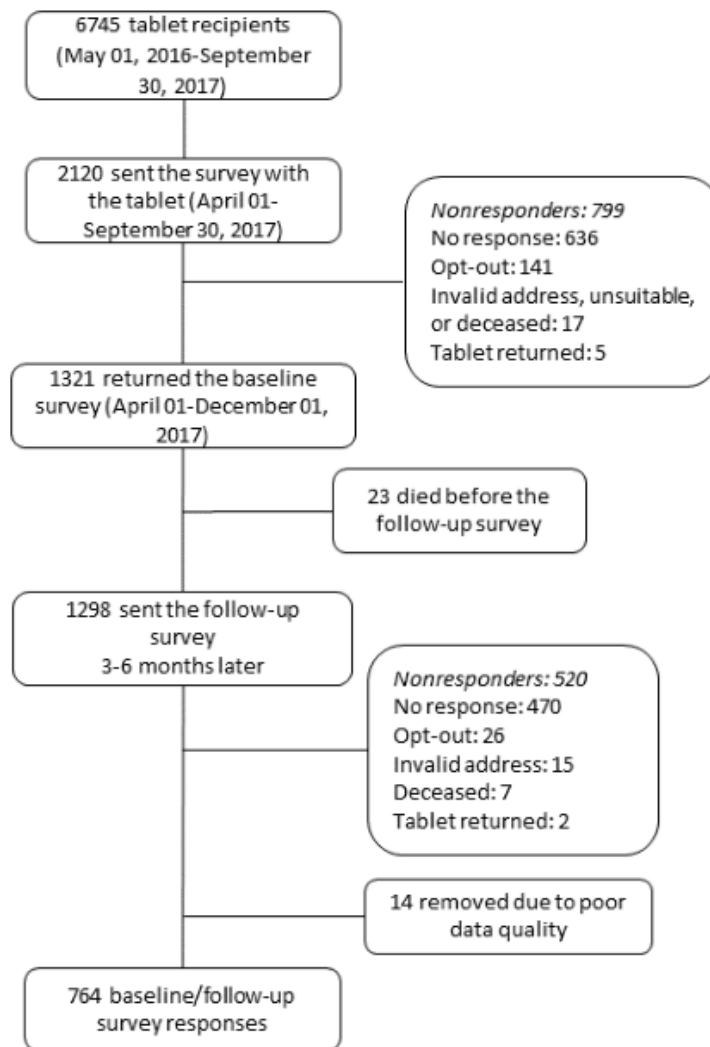 6745 tablet recipients
(May 01, 2016-September
30, 2017)
2120 sent the survey with
the tablet (April 01-
September 30, 2017)
Nonresponders: 799
No response: 636
Opt-out: 141
Invalid address, unsuitable,
or deceased: 17
Tablet returned: 5
1321 returned the baseline
survey (April 01-December 01,
2017)
23 died before the
follow-up survey
1298 sent the follow-up
survey
3-6 months later
Nonresponders: 520
No response: 470
Opt-out: 26
Invalid address: 15
Deceased: 7
Tablet returned: 2
14 removed due to poor
data quality
764 baseline/follow-up
survey responses